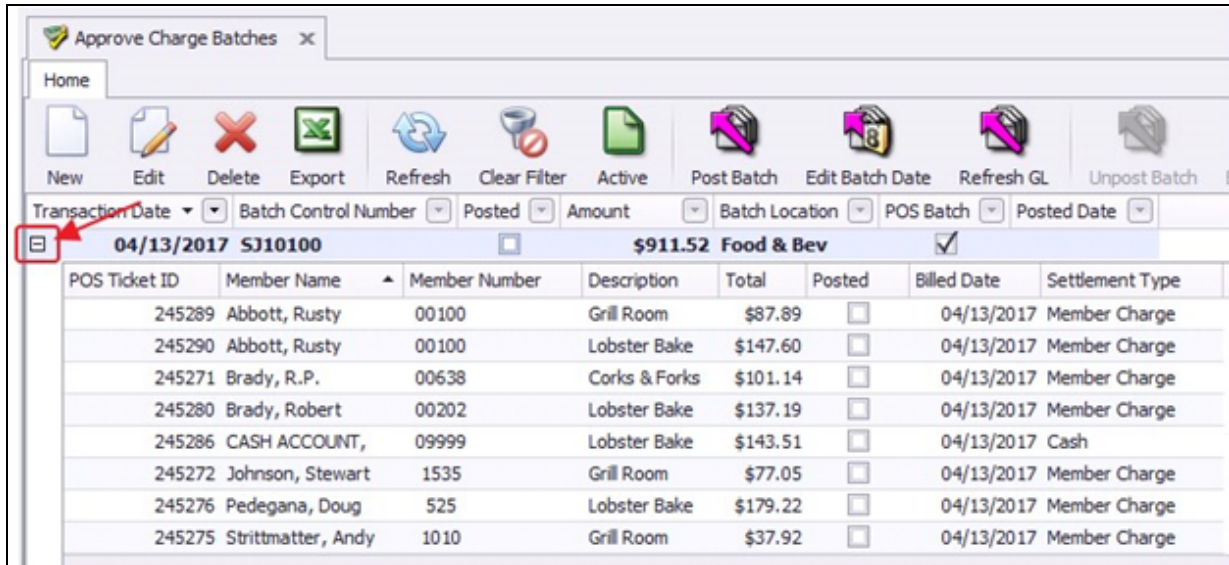 Approve Charge Batches
Home
New Edit Delete Export Refresh Clear Filter Active Post Batch Edit Batch Date Refresh GL Unpost Batch
Transaction Date Batch Control Number Posted Amount Batch Location POS Batch Posted Date
04/13/2017 SJ10100 $911.52 Food & Bev
POS Ticket ID Member Name Member Number Description Total Posted Billed Date Settlement Type
245289 Abbott, Rusty 00100 Grill Room $87.89 04/13/2017 Member Charge
245290 Abbott, Rusty 00100 Lobster Bake $147.60 04/13/2017 Member Charge
245271 Brady, R.P. 00638 Corks & Forks $101.14 04/13/2017 Member Charge
245280 Brady, Robert 00202 Lobster Bake $137.19 04/13/2017 Member Charge
245286 CASH ACCOUNT, 09999 Lobster Bake $143.51 04/13/2017 Cash
245272 Johnson, Stewart 1535 Grill Room $77.05 04/13/2017 Member Charge
245276 Pedegana, Doug 525 Lobster Bake $179.22 04/13/2017 Member Charge
245275 Strittmatter, Andy 1010 Grill Room $37.92 04/13/2017 Member Charge